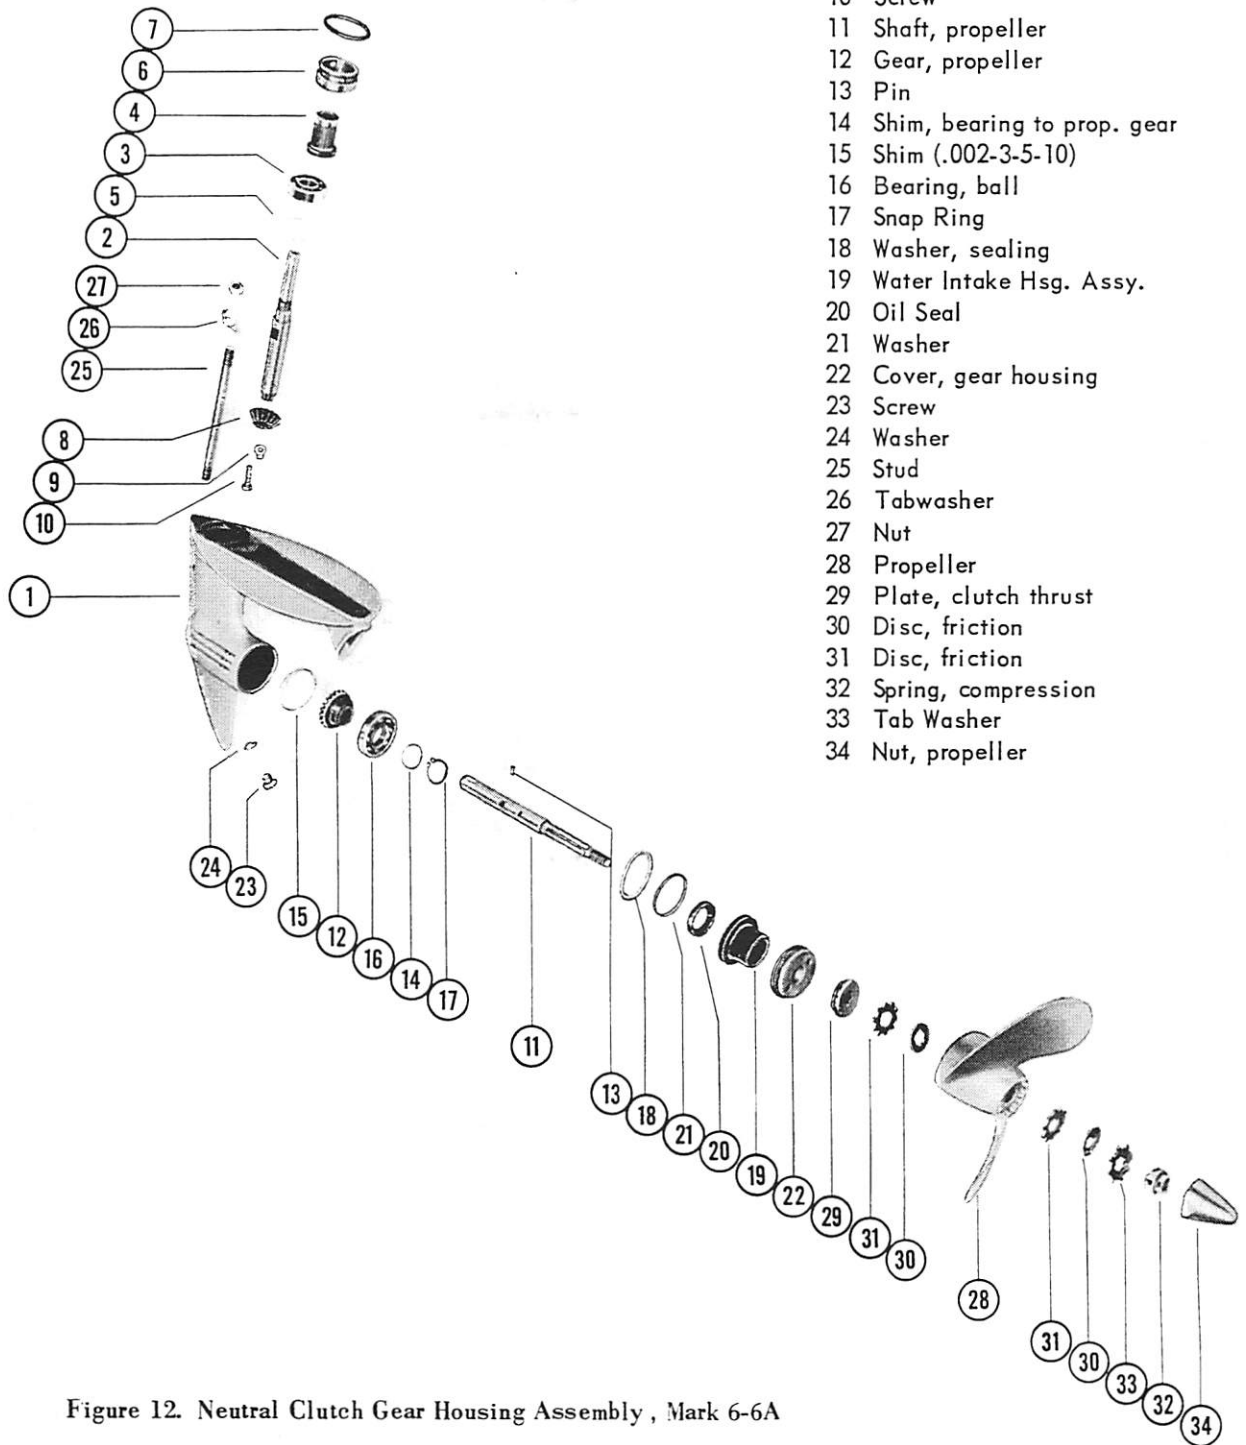 10 Screw
11 Shaft, propeller
12 Gear, propeller
13 Pin
14 Shim, bearing to prop. gear
15 Shim (.002-3-5-10)
16 Bearing, ball
17 Snap Ring
18 Washer, sealing
19 Water Intake Hsg. Assy.
20 Oil Seal
21 Washer
22 Cover, gear housing
23 Screw
24 Washer
25 Stud
26 Tabwasher
27 Nut
28 Propeller
29 Plate, clutch thrust
30 Disc, friction
31 Disc, friction
32 Spring, compression
33 Tab Washer
34 Nut, propeller
7
6
4
3
5
2
27
26
25
8
9
10
1
24
23
15
12
16
14
17
11
13
18
21
20
19
22
29
31
30
28
31
30
33
32
34
Figure 12. Neutral Clutch Gear Housing Assembly , Mark 6-6A